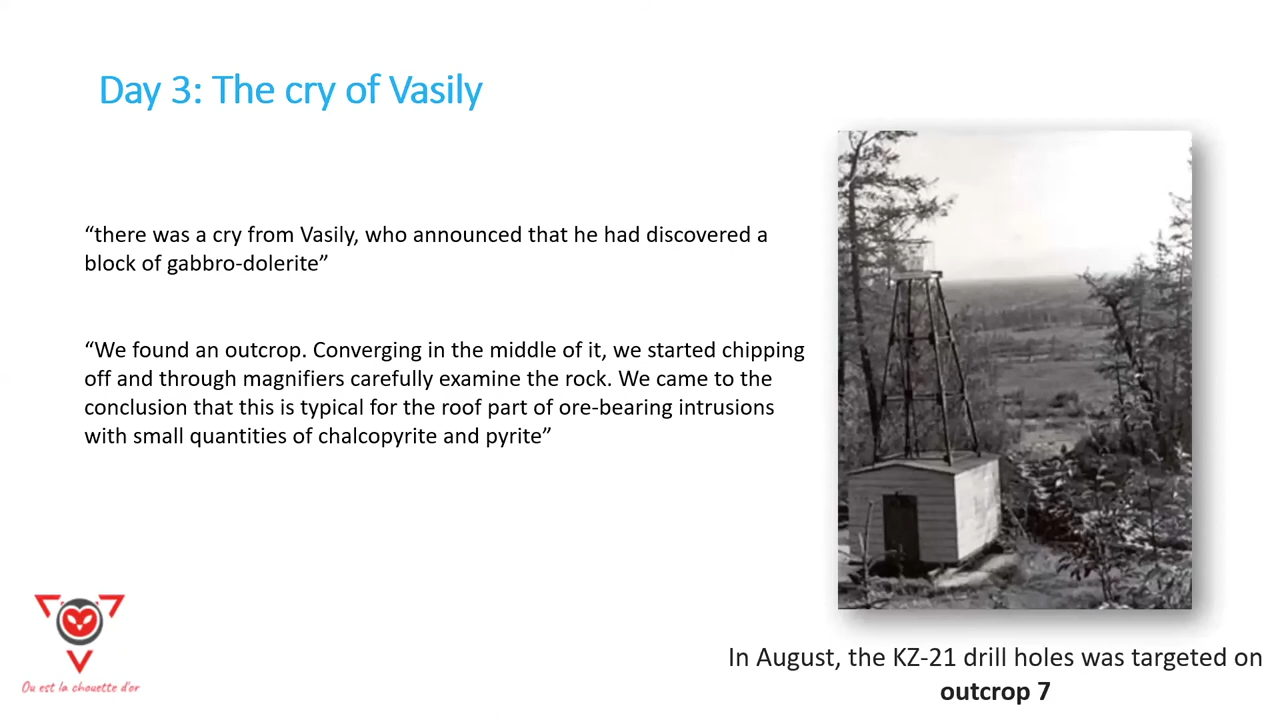 Day 3: The cry of Vasily
“there was a cry from Vasily, who announced that he had discovered a
block of gabbro-dolerite”
“We found an outcrop. Converging in the middle of it, we started chipping
off and through magnifiers carefully examine the rock. We came to the
conclusion that this is typical for the roof part of ore-bearing intrusions
with small quantities of chalcopyrite and pyrite”
In August, the KZ-21 drill holes was targeted on
outcrop 7
Ou est la chouette d'or